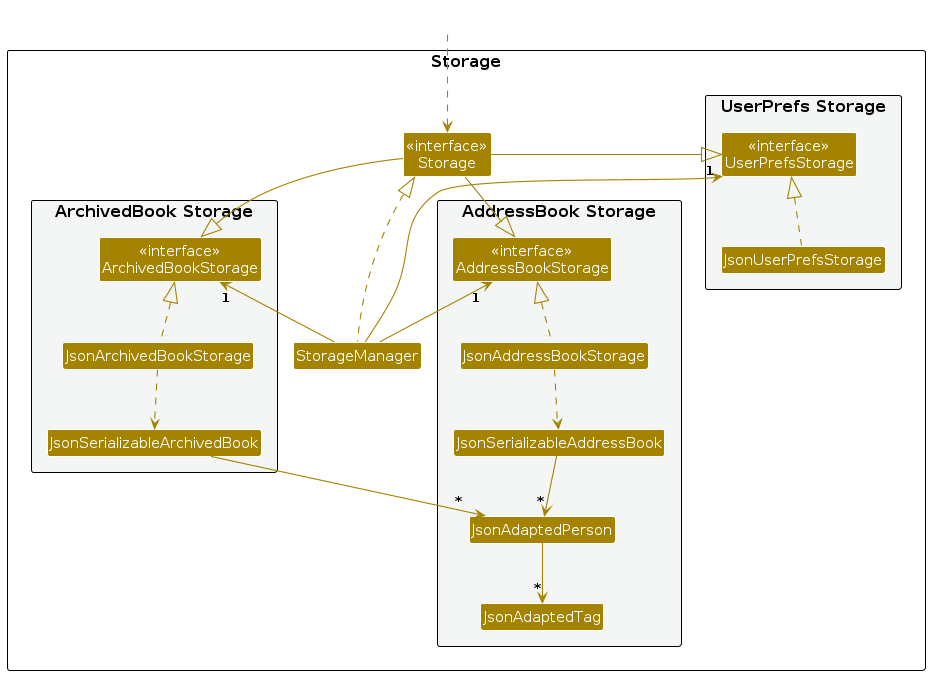 Storage
UserPrefs Storage
«interface»
Storage
«interface»
UserPrefsStorage
1
ArchivedBook Storage
AddressBook Storage
«interface»
ArchivedBookStorage
«interface»
AddressBookStorage
JsonUserPrefsStorage
1
1
JsonArchivedBookStorage
StorageManager
JsonAddressBookStorage
JsonSerializableArchivedBook
JsonSerializableAddressBook
*
*
JsonAdaptedPerson
*
JsonAdaptedTag